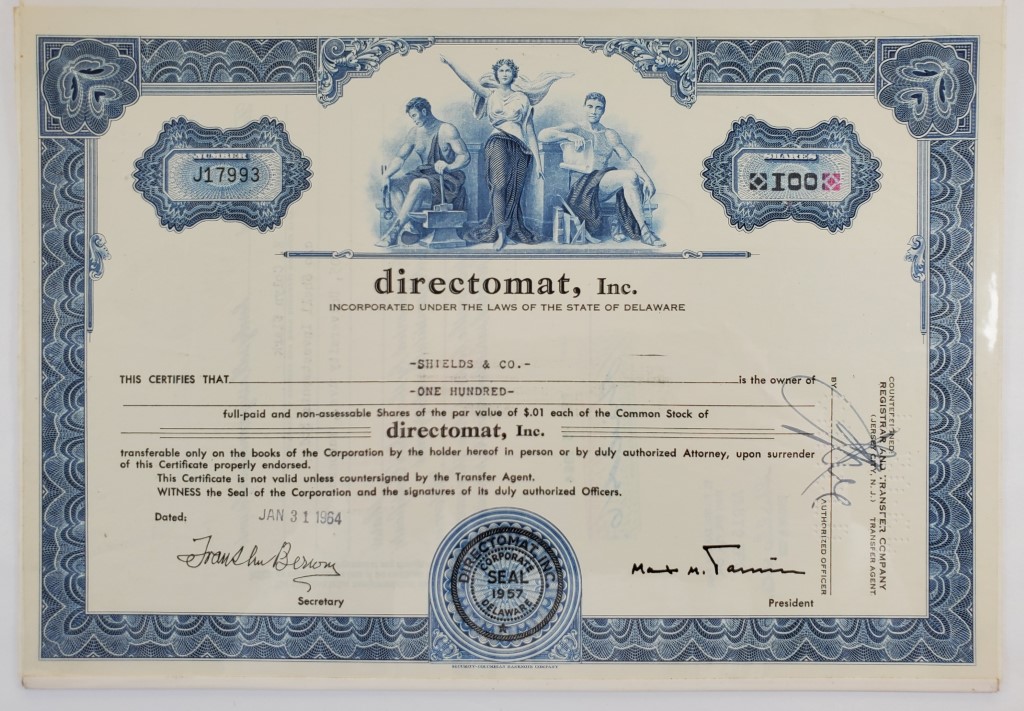 NUMBER
J17993
SHARES
100
directomat, Inc.
INCORPORATED UNDER THE LAWS OF THE STATE OF DELAWARE
-SHIELDS & CO.-
THIS CERTIFIES THAT is the owner of
-ONE HUNDRED-
full-paid and non-assessable Shares of the par value of $.01 each of the Common Stock of
directomat, Inc.
transferable only on the books of the Corporation by the holder hereof in person or by duly authorized Attorney, upon surrender
of this Certificate properly endorsed.
This Certificate is not valid unless countersigned by the Transfer Agent.
WITNESS the Seal of the Corporation and the signatures of its duly authorized Officers.
Dated: JAN 31 1964
Secretary
DIRECTOMAT, INC.
CORPORATE
SEAL
1957
DELAWARE
Max M.
President
COUNTERSIGNED:
REGISTRAR AND TRANSFER COMPANY
(JERSEY CITY, N. J.) TRANSFER AGENT
BY
AUTHORIZED OFFICER
SECURITY-COLUMBIAN BANKNOTE COMPANY